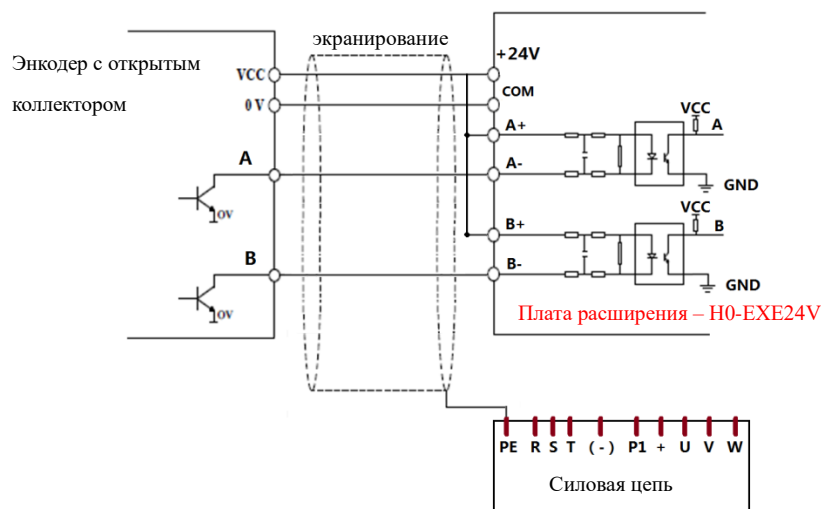 экранирование
Энкодер с открытым
коллектором
VCC
0 V
A
0V
B
0V
+24V
COM
A+
A-
B+
B-
VCC
A
GND
VCC
B
GND
Плата расширения – H0-EXE24V
PE R S T (-) P1 + U V W
Силовая цепь